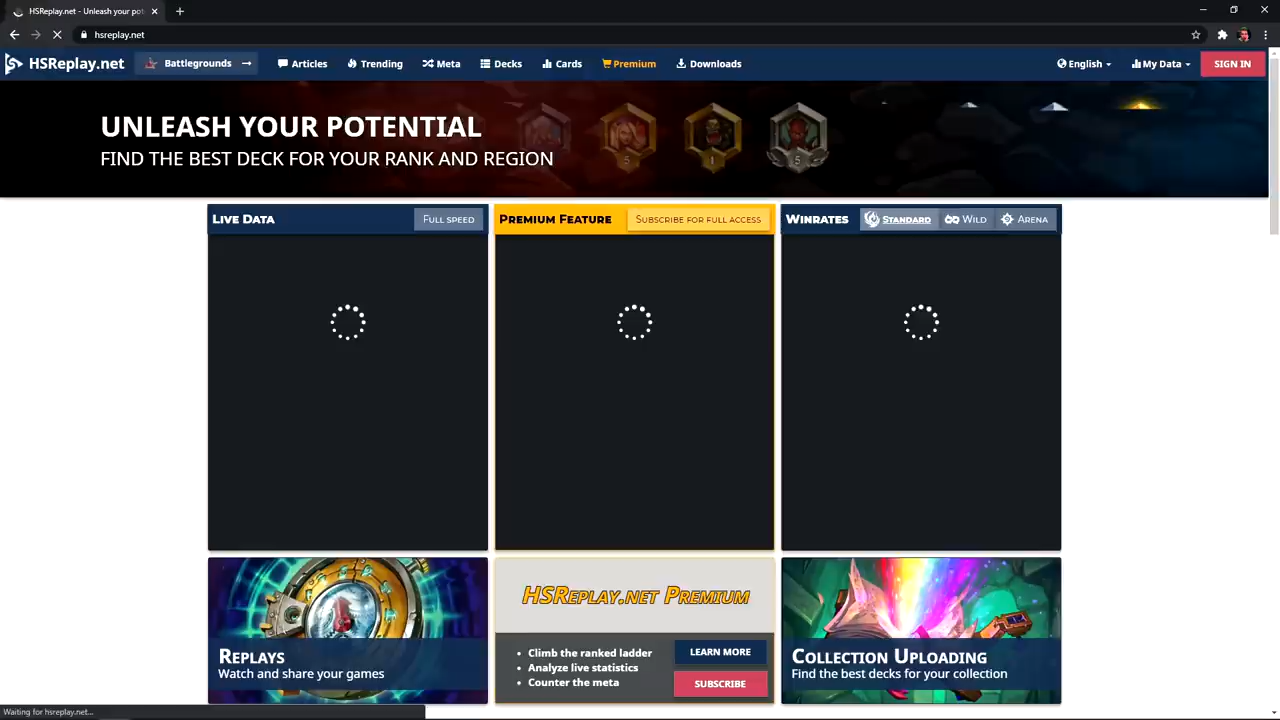 HSReplay.net - Unleash your pot
hsreplay.net
HSReplay.net
Battlegrounds
Articles
Trending
Meta
Decks
Cards
Premium
Downloads
English
My Data
SIGN IN
UNLEASH YOUR POTENTIAL
FIND THE BEST DECK FOR YOUR RANK AND REGION
5
1
5
LIVE DATA
FULL SPEED
PREMIUM FEATURE
SUBSCRIBE FOR FULL ACCESS
WINRATES
STANDARD
WILD
ARENA
REPLAYS
Watch and share your games
HSREPLAY.NET PREMIUM
• Climb the ranked ladder
• Analyze live statistics
• Counter the meta
LEARN MORE
SUBSCRIBE
COLLECTION UPLOADING
Find the best decks for your collection
Waiting for hsreplay.net...